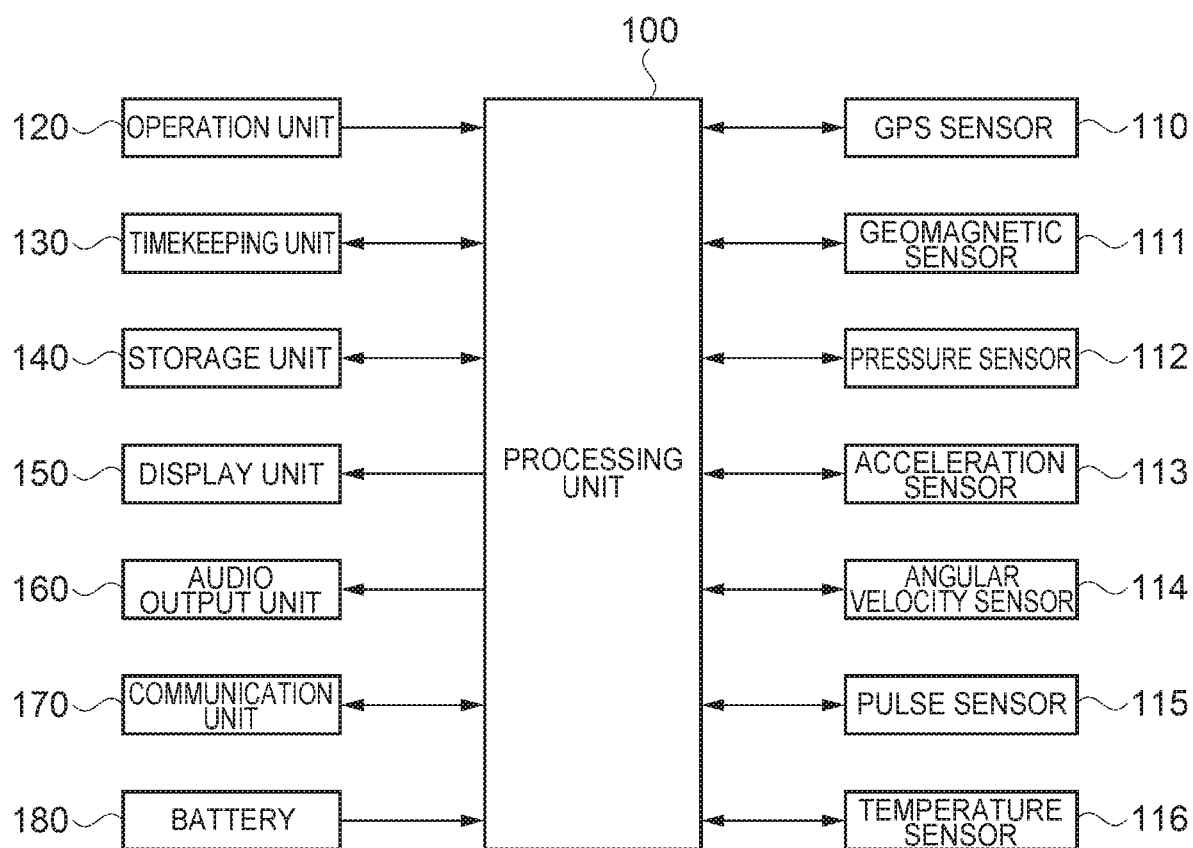 100
120 OPERATION UNIT
GPS SENSOR 110
130 TIMEKEEPING UNIT
GEOMAGNETIC
SENSOR
111
140 STORAGE UNIT
PRESSURE SENSOR 112
150 DISPLAY UNIT
PROCESSING
UNIT
ACCELERATION
SENSOR
113
160
AUDIO
OUTPUT UNIT
ANGULAR
VELOCITY SENSOR
114
170
COMMUNICATION
UNIT
PULSE SENSOR 115
180 BATTERY
TEMPERATURE
SENSOR
116